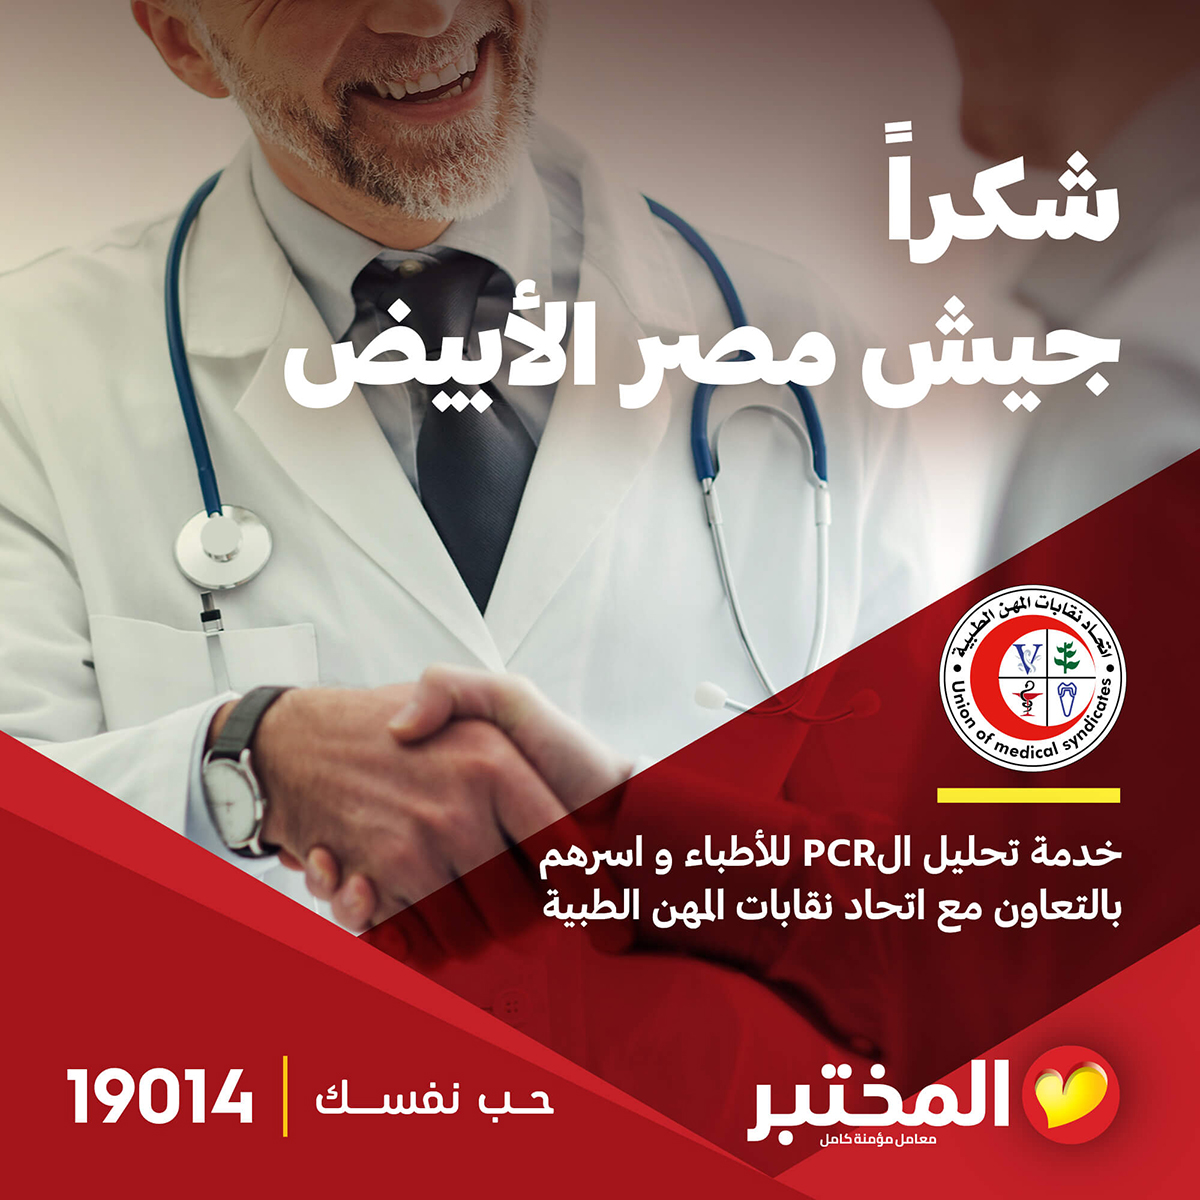 شكراً
جيش مصر الأبيض
اتحاد نقابات المهن الطبية
Union of medical syndicates
خدمة تحليل الPCR للأطباء و اسرهم
بالتعاون مع اتحاد نقابات المهن الطبية
المختبر
معامل مؤمنة كامل
حب نفسك
19014